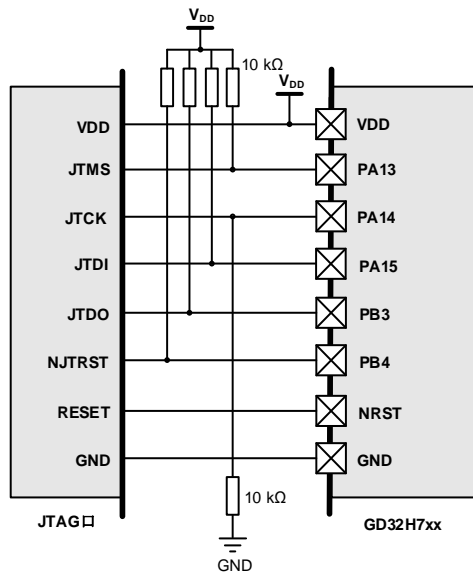 VDD
10 kΩ
VDD
VDD VDD
JTMS PA13
JTCK PA14
JTDI PA15
JTDO PB3
NJTRST PB4
RESET NRST
GND GND
10 kΩ
JTAG口 GD32H7xx
GND